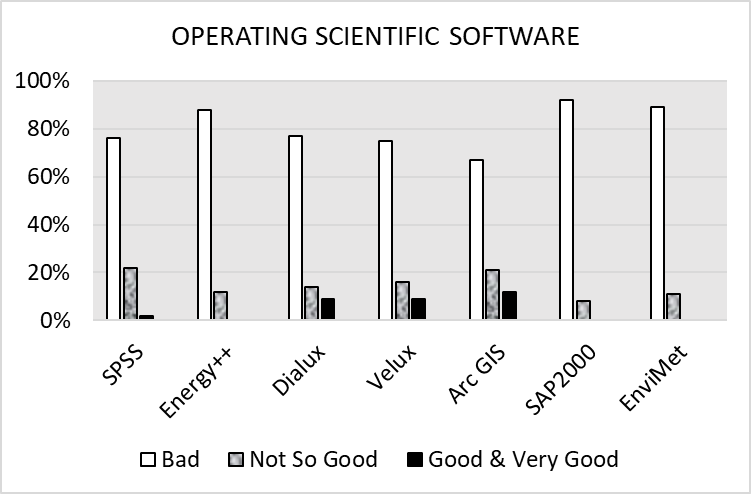 OPERATING SCIENTIFIC SOFTWARE
100%
80%
60%
40%
20%
0%
SPSS
Energy++
Dialux
Velux
Arc GIS
SAP2000
EnviMet
Bad
Not So Good
Good & Very Good